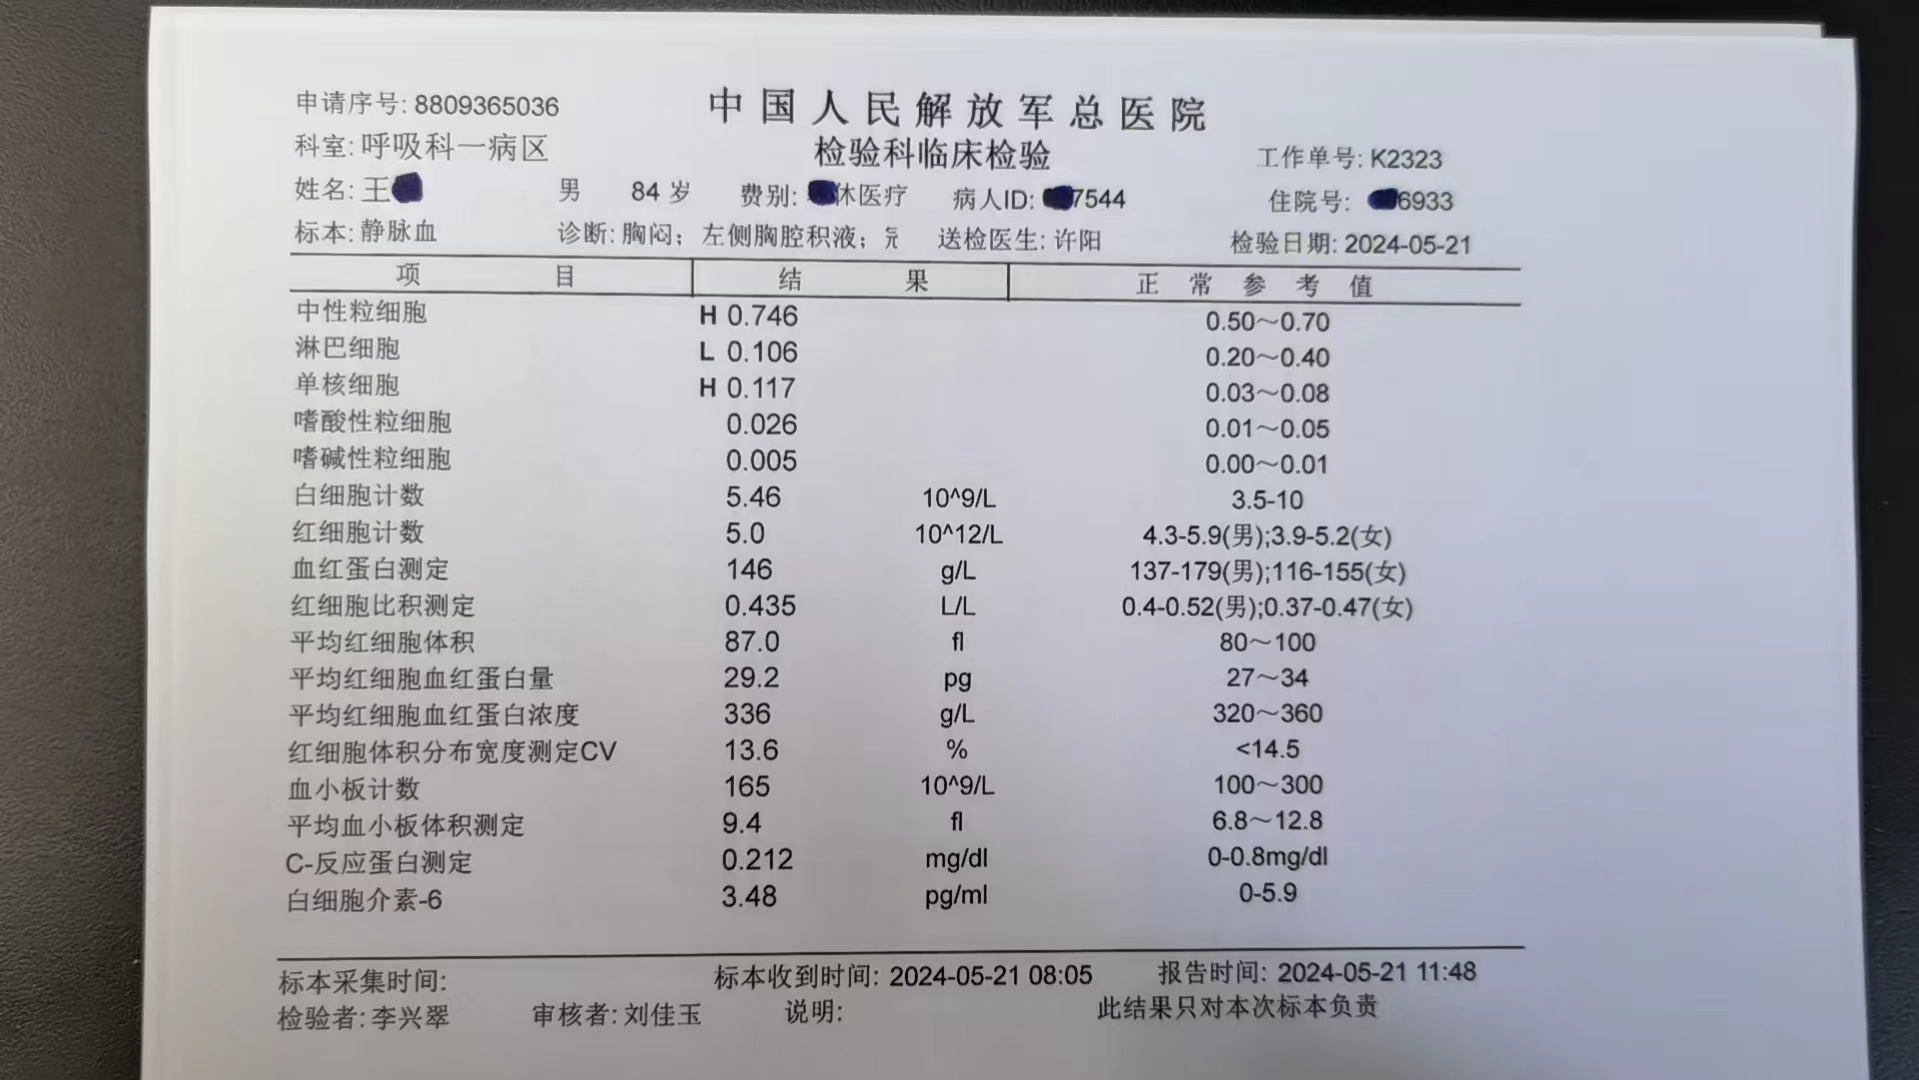 中国人民解放军总医院
检验科临床检验
申请序号: 8809365036
科室: 呼吸科一病区 工作单号: K2323
姓名: 王 男 84 岁 费别: 休医疗 病人ID: 7544 住院号: 6933
标本: 静脉血 诊断: 胸闷；左侧胸腔积液； 送检医生: 许阳 检验日期: 2024-05-21
项 目 结 果 正 常 参 考 值
中性粒细胞 H 0.746 0.50～0.70
淋巴细胞 L 0.106 0.20～0.40
单核细胞 H 0.117 0.03～0.08
嗜酸性粒细胞 0.026 0.01～0.05
嗜碱性粒细胞 0.005 0.00～0.01
白细胞计数 5.46 10^9/L 3.5-10
红细胞计数 5.0 10^12/L 4.3-5.9(男);3.9-5.2(女)
血红蛋白测定 146 g/L 137-179(男);116-155(女)
红细胞比积测定 0.435 L/L 0.4-0.52(男);0.37-0.47(女)
平均红细胞体积 87.0 fl 80～100
平均红细胞血红蛋白量 29.2 pg 27～34
平均红细胞血红蛋白浓度 336 g/L 320～360
红细胞体积分布宽度测定CV 13.6 % <14.5
血小板计数 165 10^9/L 100～300
平均血小板体积测定 9.4 fl 6.8～12.8
C-反应蛋白测定 0.212 mg/dl 0-0.8mg/dl
白细胞介素-6 3.48 pg/ml 0-5.9
标本采集时间: 标本收到时间: 2024-05-21 08:05 报告时间: 2024-05-21 11:48
检验者: 李兴翠 审核者: 刘佳玉 说明: 此结果只对本次标本负责